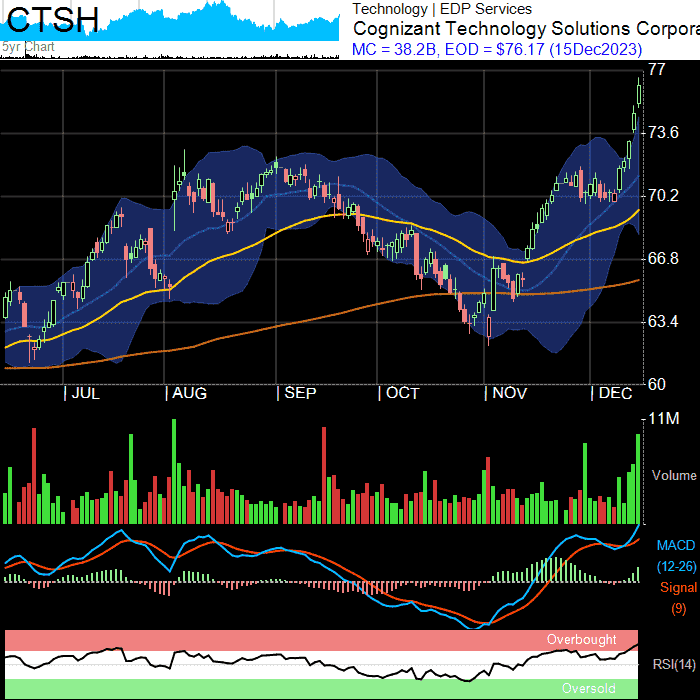 CTSH
Technology | EDP Services
Cognizant Technology Solutions Corpora
MC = 38.2B, EOD = $76.17 (15Dec2023)
5yr Chart
77
73.6
70.2
66.8
63.4
60
| JUL | AUG | SEP | OCT | NOV | DEC
11M
Volume
MACD
(12-26)
Signal
(9)
Overbought
RSI(14)
Oversold